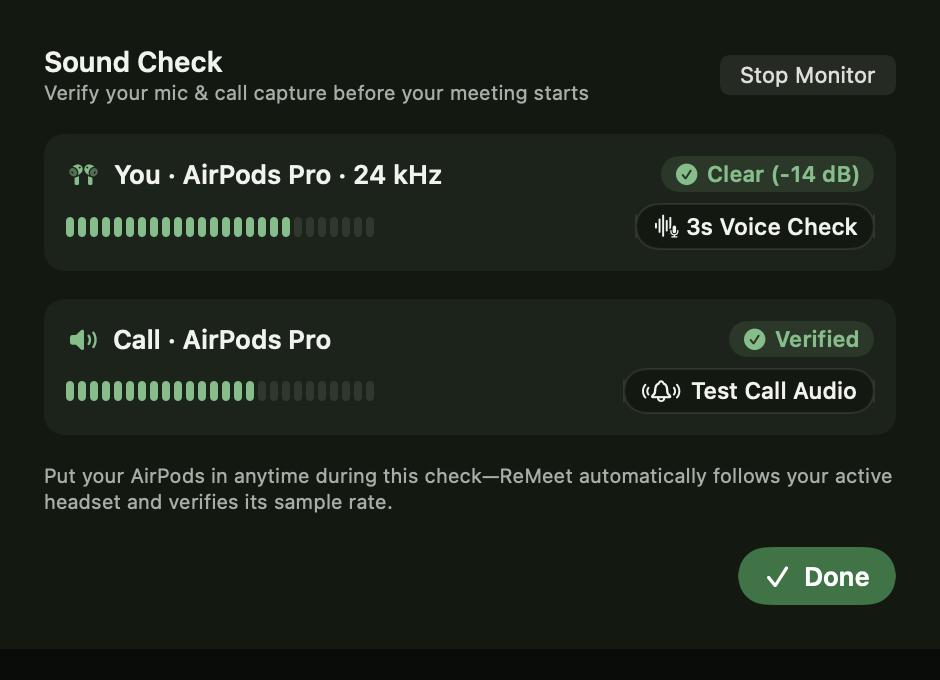 Sound Check
Verify your mic & call capture before your meeting starts
Stop Monitor
You · AirPods Pro · 24 kHz
Clear (-14 dB)
3s Voice Check
Call · AirPods Pro
Verified
Test Call Audio
Put your AirPods in anytime during this check—ReMeet automatically follows your active
headset and verifies its sample rate.
Done